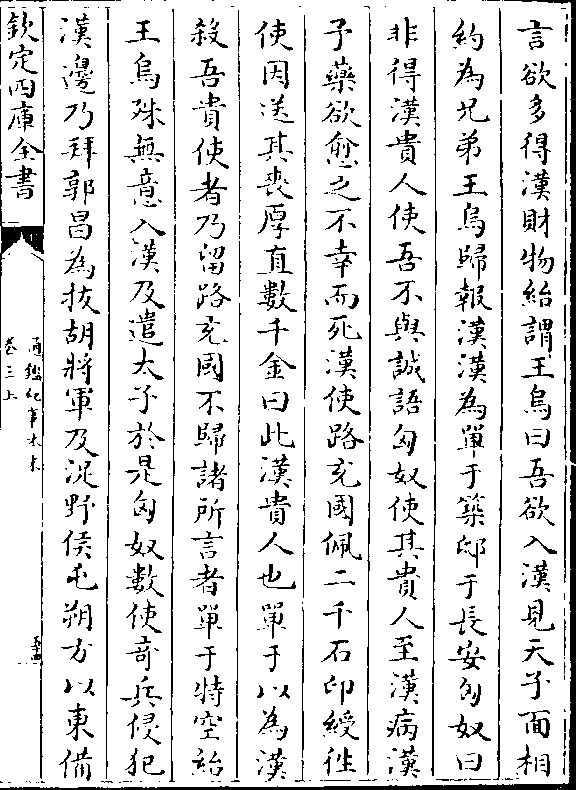 言欲多得漢財物紿謂王烏曰吾欲入漢見天子面相
約為兄弟王烏歸報漢漢為單于築邸于長安匈奴曰
非得漢貴人使吾不與誠語匈奴使其貴人至漢病漢
予藥欲愈之不幸而死漢使路充國佩二千石印綬徃
使因送其喪厚直數千金曰此漢貴人也單于以為漢
殺吾貴使者乃留路充國不歸諸所言者單于特空紿
王烏殊無意入漢及遣太子於是匈奴數使竒兵侵犯
漢邊乃拜郭昌為拔胡將軍及浞野侯屯朔方以東備
欽定四庫全書
通鑑紀事本末
卷三上